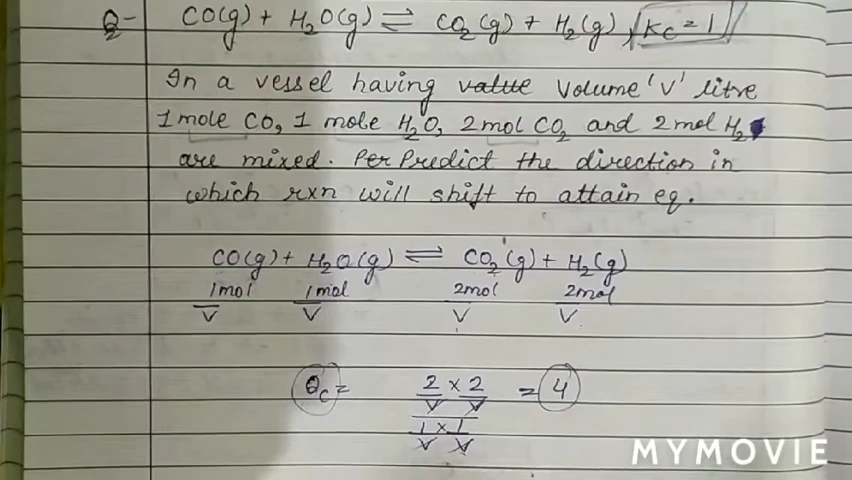 Q- CO(g) + H₂O(g) ⇌ CO₂(g) + H₂(g), Kc = 1
In a vessel having value volume 'V' litre
1 mole CO, 1 mole H₂O, 2 mol CO₂ and 2 mol H₂
are mixed. Per Predict the direction in
which rxn will shift to attain eq.
CO(g) + H₂O(g) ⇌ CO₂(g) + H₂(g)
1mol 1mol 2mol 2mol
V V V V
Qc = 2/V × 2/V = 4
1/V × 1/V
MYMOVIE